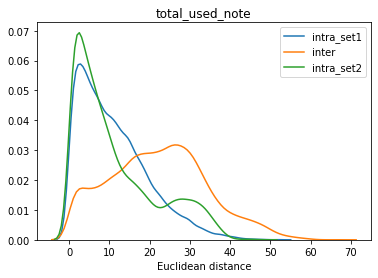 total_used_note
0.07
0.06
0.05
0.04
0.03
0.02
0.01
0.00
intra_set1
inter
intra_set2
0 10 20 30 40 50 60 70
Euclidean distance